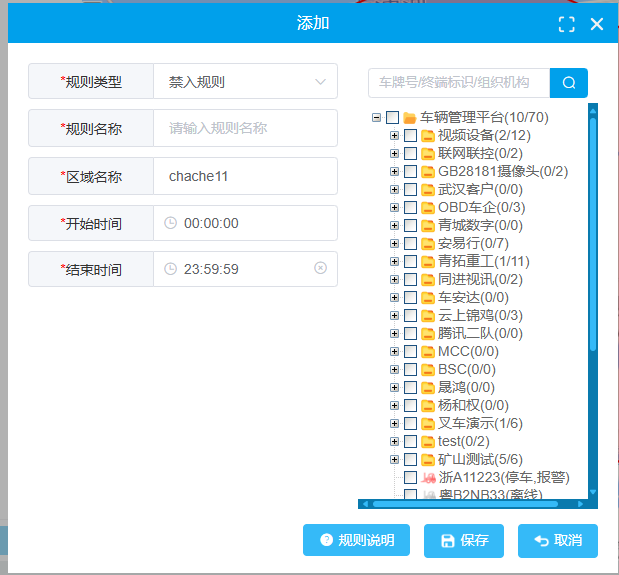 添加
*规则类型 禁入规则
*规则名称 请输入规则名称
*区域名称 chache11
*开始时间 00:00:00
*结束时间 23:59:59
车牌号/终端标识/组织机构
车辆管理平台(10/70)
视频设备(2/12)
联网联控(0/2)
GB28181摄像头(0/2)
武汉客户(0/0)
OBD车企(0/3)
青城数字(0/0)
安易行(0/7)
青拓重工(1/11)
同进视讯(0/2)
车安达(0/0)
云上锦鸡(0/3)
腾讯二队(0/0)
MCC(0/0)
BSC(0/0)
晟鸿(0/0)
杨和权(0/0)
叉车演示(1/6)
test(0/2)
矿山测试(5/6)
浙A11223(停车,报警)
粤B2NB33(离线)
规则说明 保存 取消